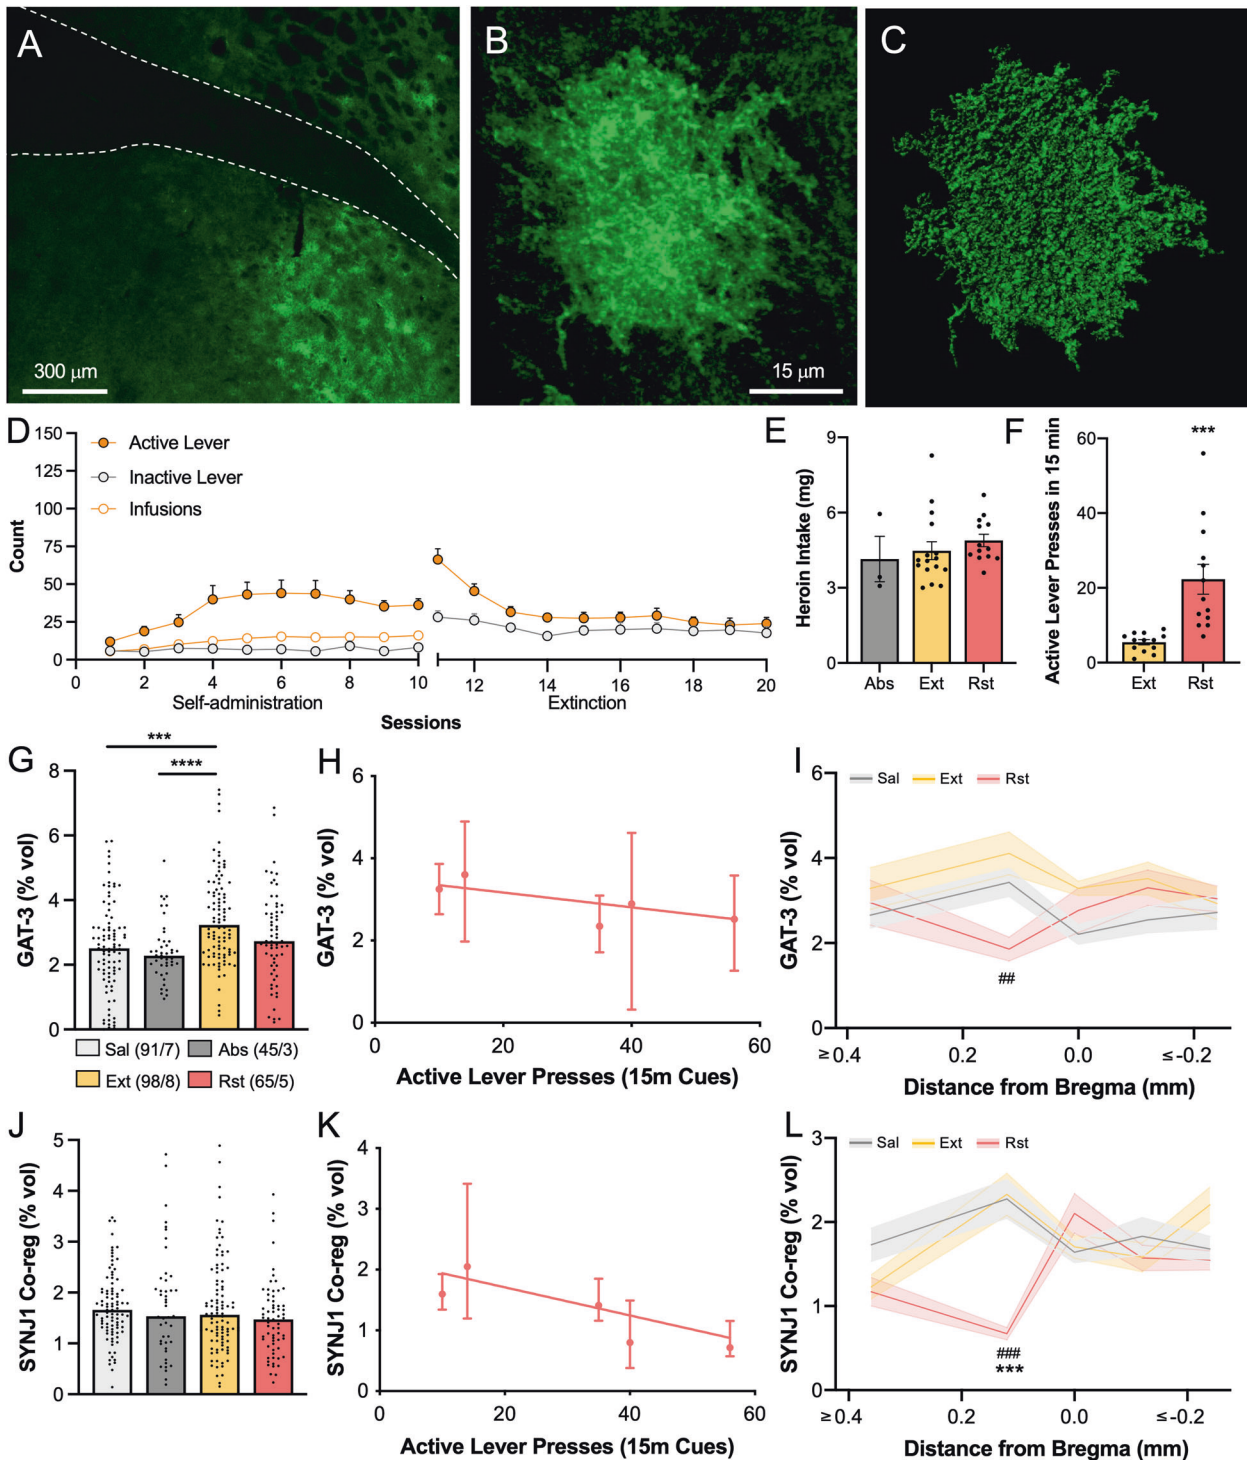 A
300 μm
B
15 μm
C
D
Count
150
125
100
75
50
25
0
Active Lever
Inactive Lever
Infusions
0 2 4 6 8 10 12 14 16 18 20
Self-administration Extinction
Sessions
E
Heroin Intake (mg)
9
6
3
0
Abs Ext Rst
F
Active Lever Presses in 15 min
60
40
20
0
***
Ext Rst
G
GAT-3 (% vol)
8
6
4
2
0
***
****
Sal (91/7) Abs (45/3)
Ext (98/8) Rst (65/5)
H
GAT-3 (% vol)
6
4
2
0
0 20 40 60
Active Lever Presses (15m Cues)
I
GAT-3 (% vol)
6
4
2
0
Sal Ext Rst
##
≥ 0.4 0.2 0.0 ≤ -0.2
Distance from Bregma (mm)
J
SYNJ1 Co-reg (% vol)
5
4
3
2
1
0
K
SYNJ1 Co-reg (% vol)
4
3
2
1
0
0 20 40 60
Active Lever Presses (15m Cues)
L
SYNJ1 Co-reg (% vol)
3
2
1
0
Sal Ext Rst
###
***
≥ 0.4 0.2 0.0 ≤ -0.2
Distance from Bregma (mm)